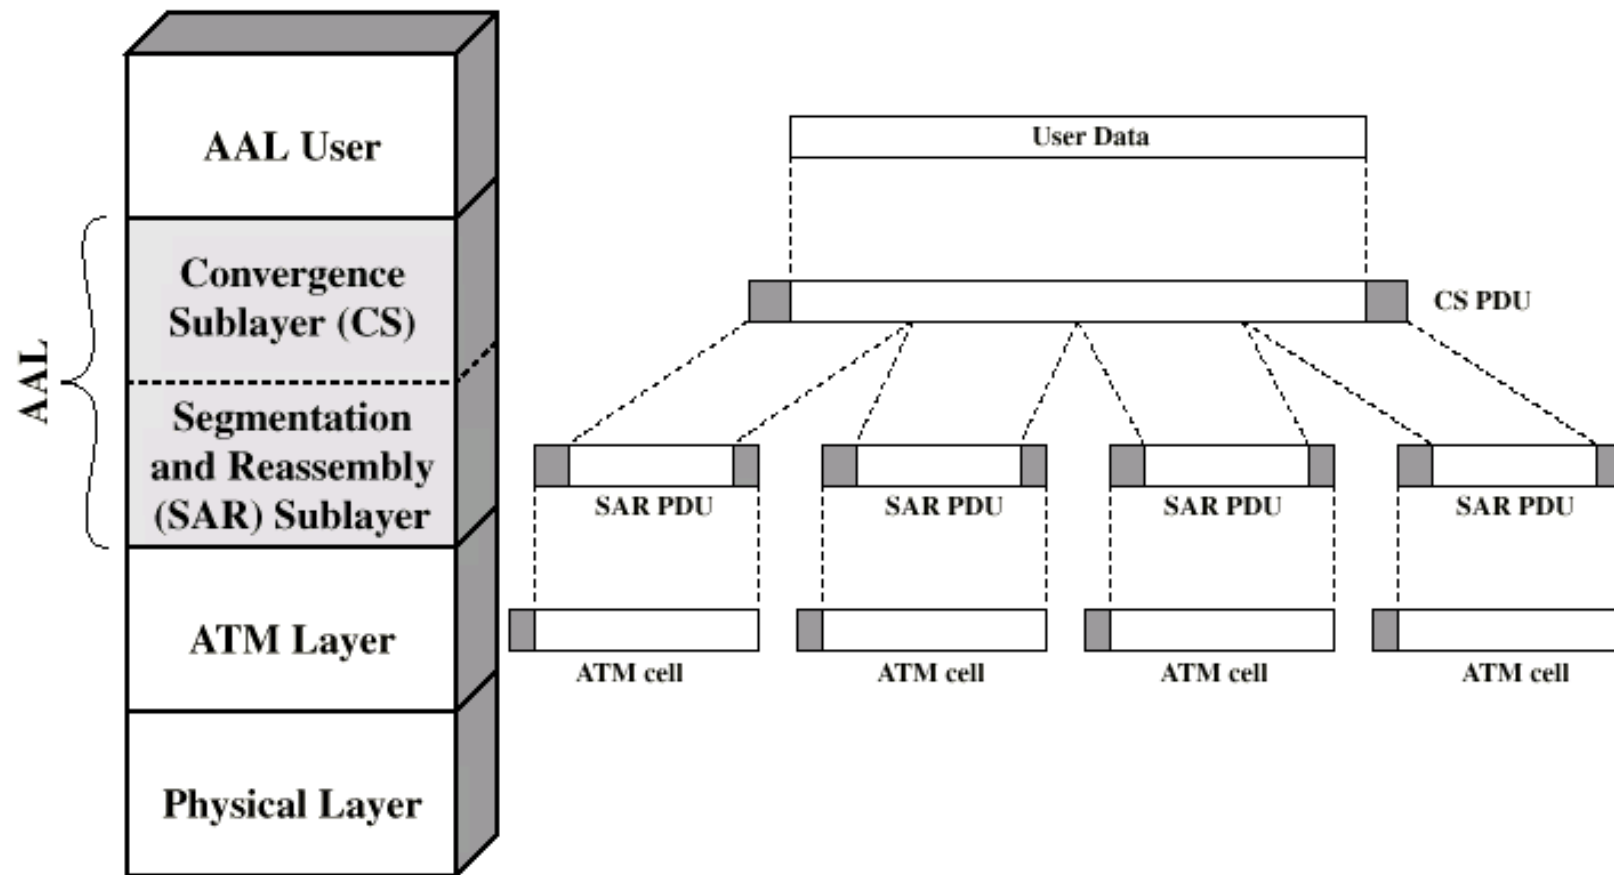 AAL User
AAL
Convergence
Sublayer (CS)
Segmentation
and Reassembly
(SAR) Sublayer
ATM Layer
Physical Layer
User Data
CS PDU
SAR PDU
SAR PDU
SAR PDU
SAR PDU
ATM cell
ATM cell
ATM cell
ATM cell